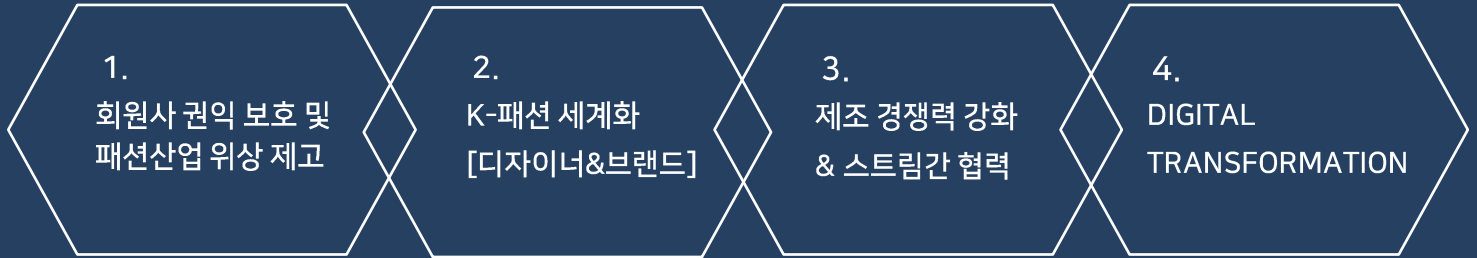 1.
회원사 권익 보호 및
패션산업 위상 제고
2.
K-패션 세계화
[디자이너&브랜드]
3.
제조 경쟁력 강화
& 스트림간 협력
4.
DIGITAL
TRANSFORMATION